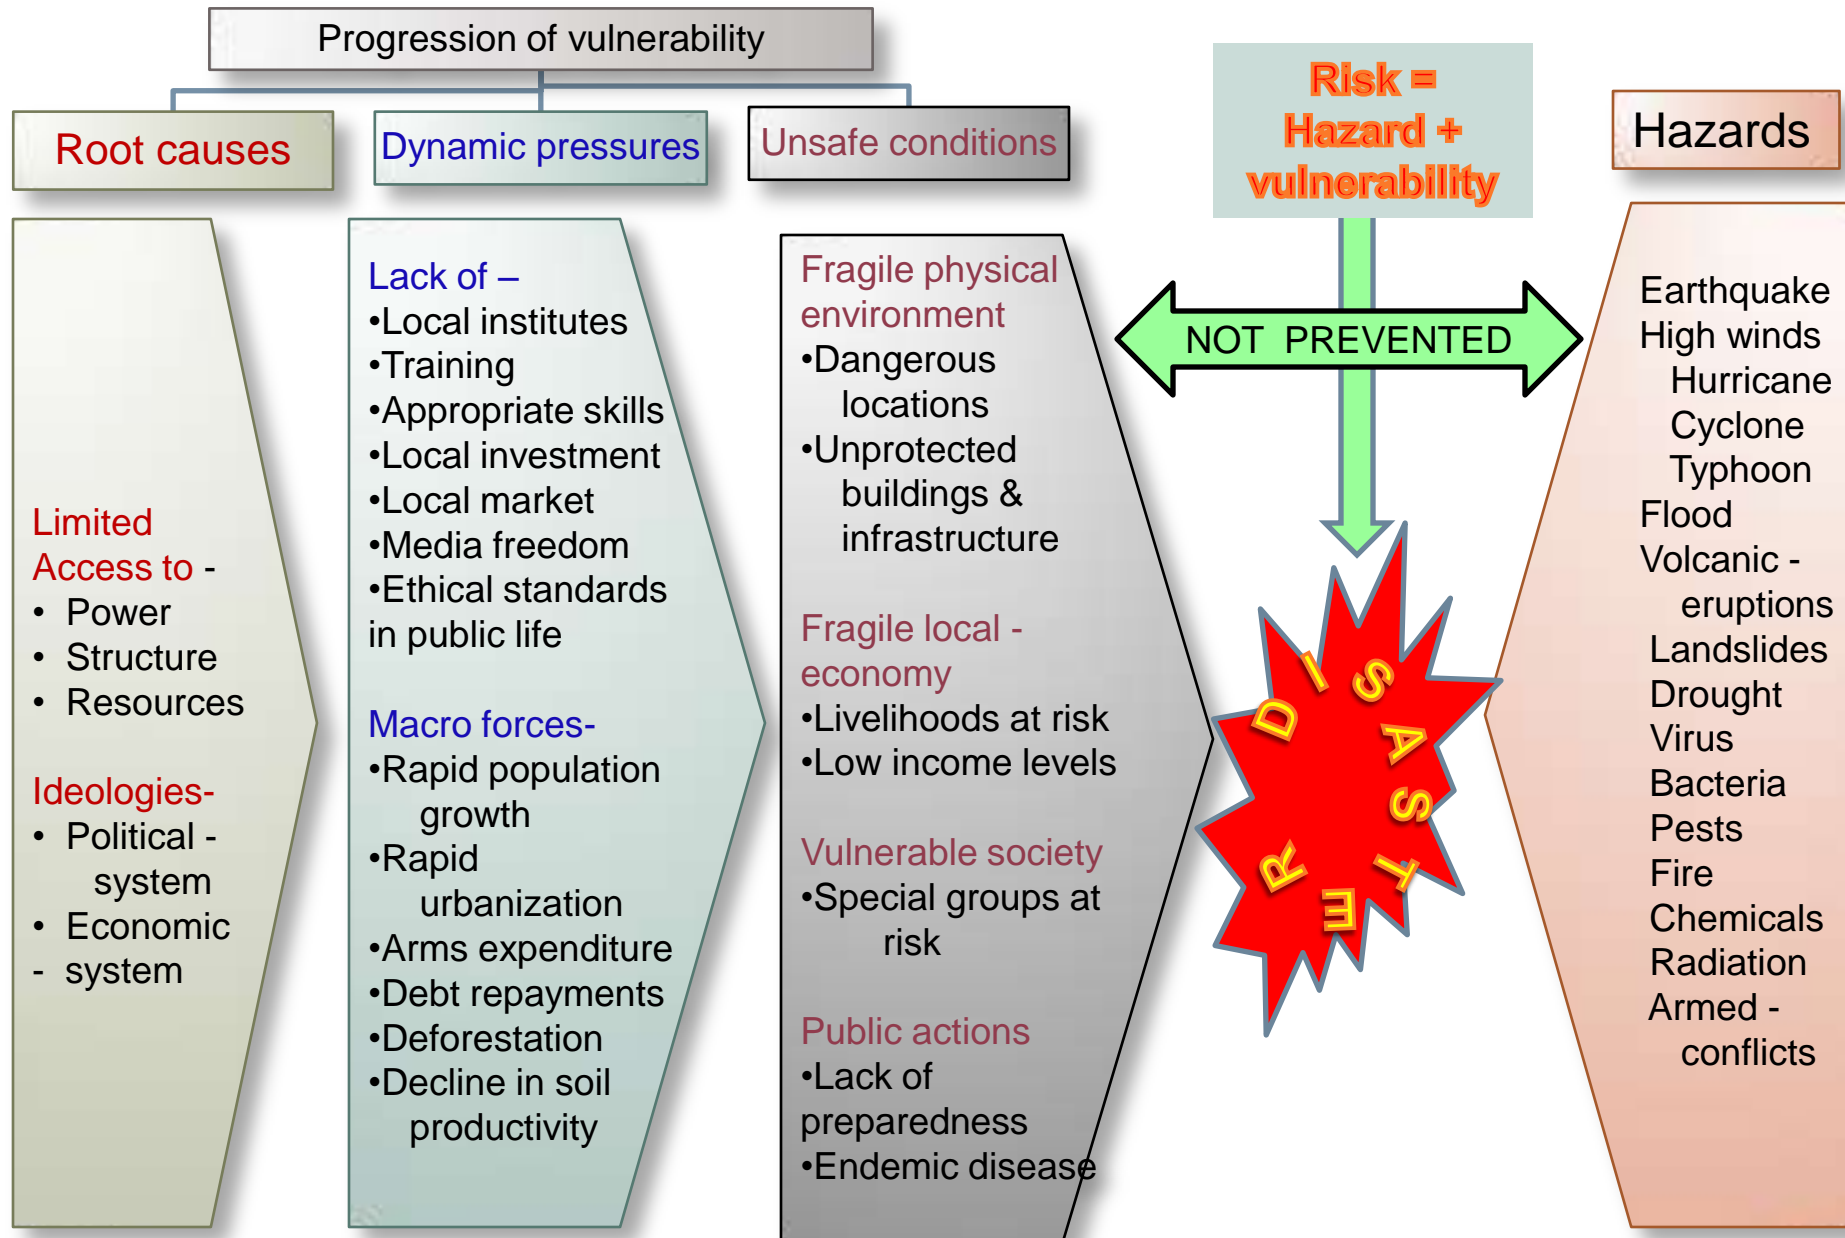 Progression of vulnerability
Root causes
Dynamic pressures
Unsafe conditions
Risk =
Hazard +
vulnerability
Hazards
Limited
Access to -
• Power
• Structure
• Resources
Ideologies-
• Political -
system
• Economic
- system
Lack of –
•Local institutes
•Training
•Appropriate skills
•Local investment
•Local market
•Media freedom
•Ethical standards
in public life
Macro forces-
•Rapid population
growth
•Rapid
urbanization
•Arms expenditure
•Debt repayments
•Deforestation
•Decline in soil
productivity
Fragile physical
environment
•Dangerous
locations
•Unprotected
buildings &
infrastructure
Fragile local -
economy
•Livelihoods at risk
•Low income levels
Vulnerable society
•Special groups at
risk
Public actions
•Lack of
preparedness
•Endemic disease
NOT PREVENTED
DISASTER
Earthquake
High winds
Hurricane
Cyclone
Typhoon
Flood
Volcanic -
eruptions
Landslides
Drought
Virus
Bacteria
Pests
Fire
Chemicals
Radiation
Armed -
conflicts